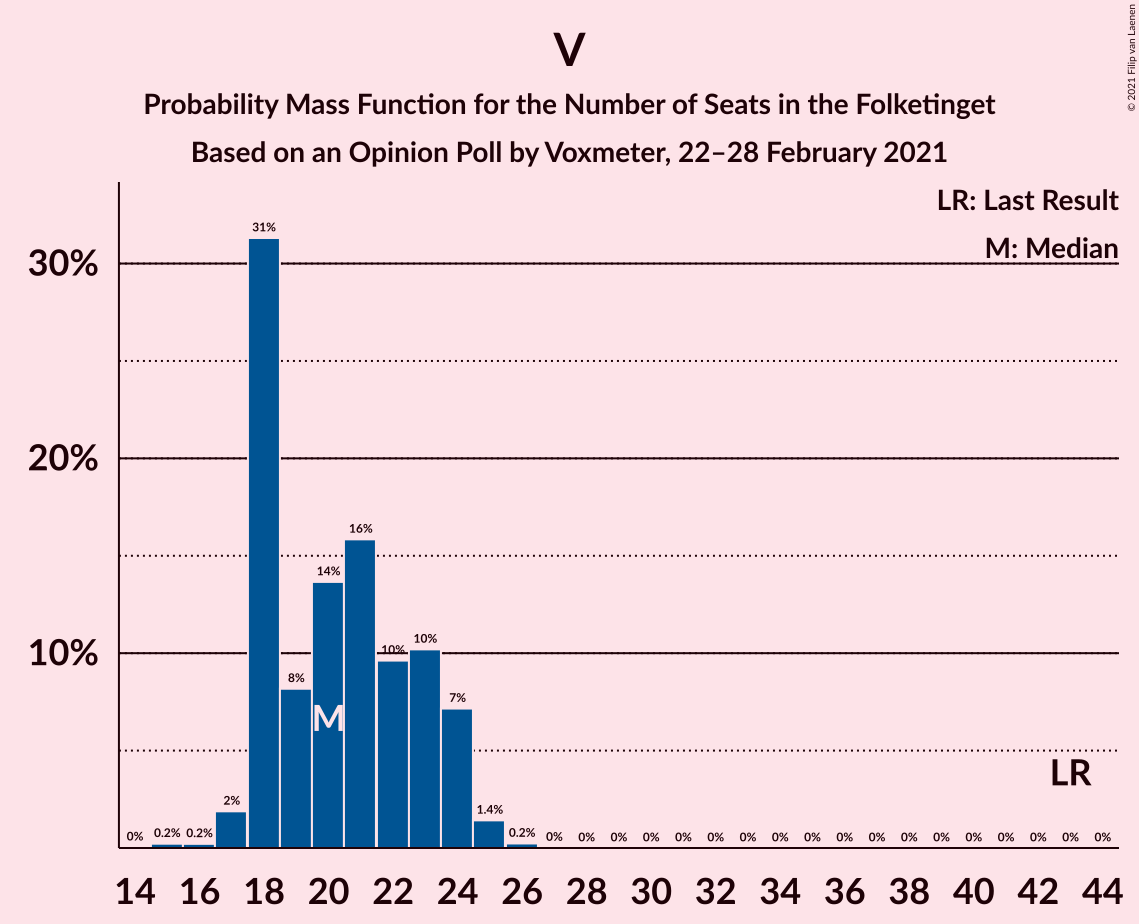 V
Probability Mass Function for the Number of Seats in the Folketinget
Based on an Opinion Poll by Voxmeter, 22–28 February 2021
© 2021 Filip van Laenen
LR: Last Result
M: Median
30%
20%
10%
0% 0.2% 0.2% 2% 31% 8% 14% 16% 10% 10% 7% 1.4% 0.2% 0% 0% 0% 0% 0% 0% 0% 0% 0% 0% 0% 0% 0% 0% 0% 0% 0% 0%
M
LR
14 16 18 20 22 24 26 28 30 32 34 36 38 40 42 44